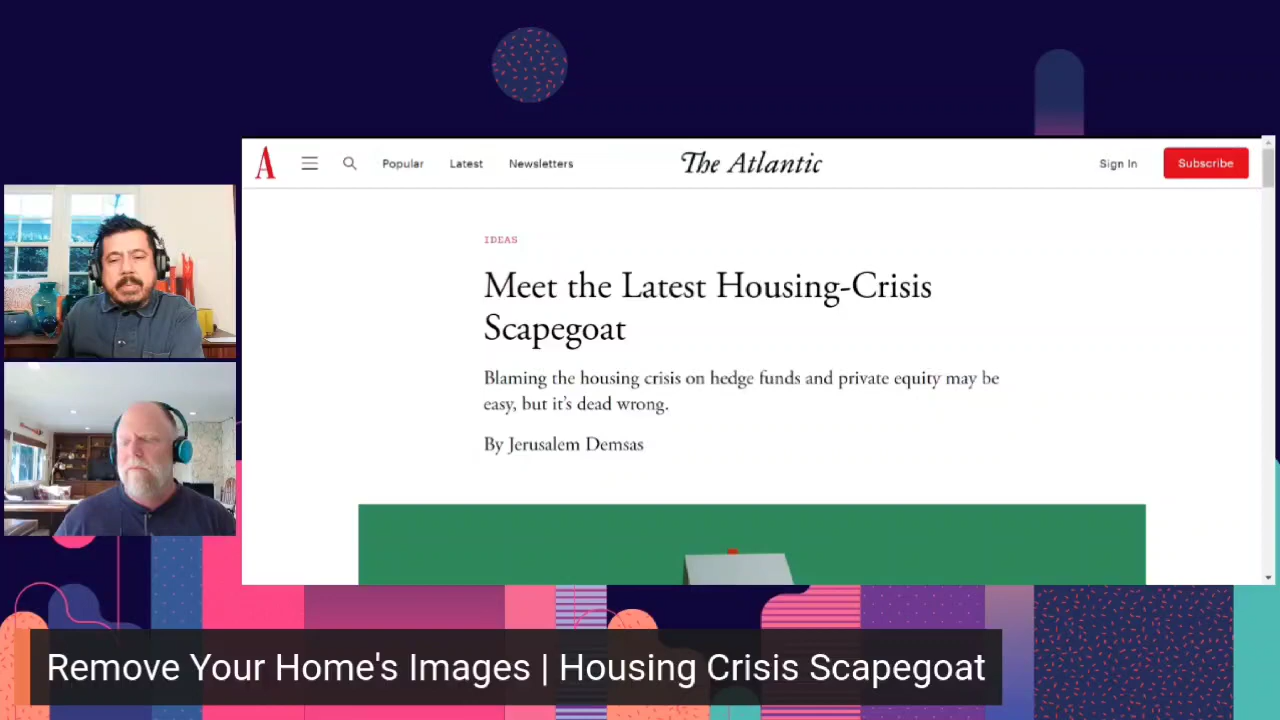 A Popular Latest Newsletters The Atlantic Sign In Subscribe
IDEAS
Meet the Latest Housing-Crisis
Scapegoat
Blaming the housing crisis on hedge funds and private equity may be
easy, but it's dead wrong.
By Jerusalem Demsas
Remove Your Home's Images | Housing Crisis Scapegoat